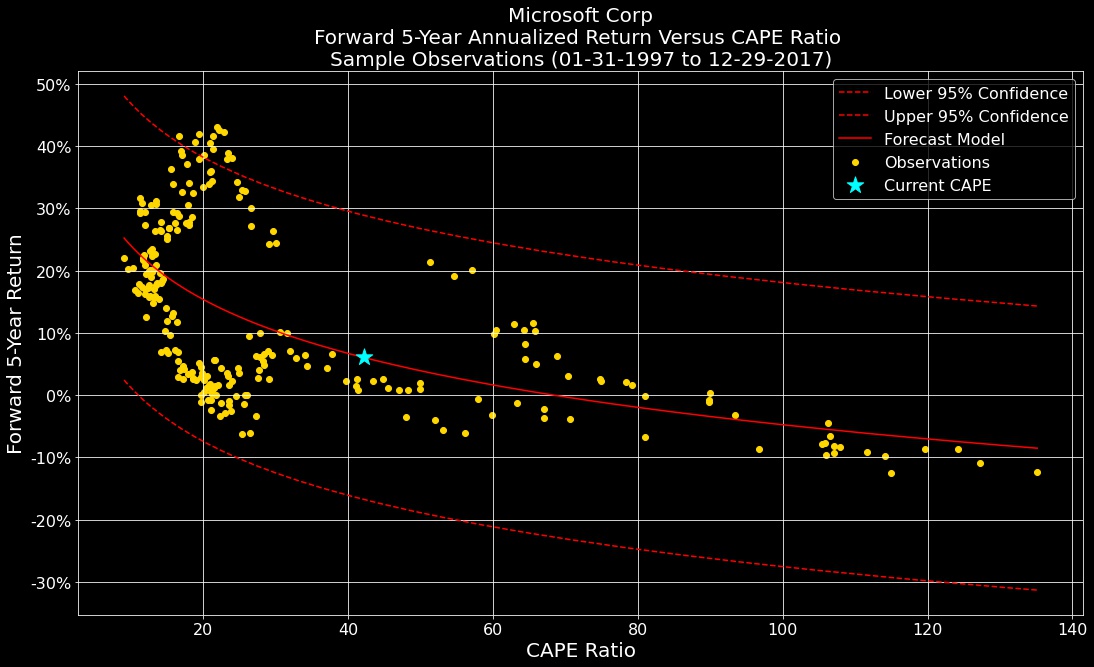 Microsoft Corp
Forward 5-Year Annualized Return Versus CAPE Ratio
Sample Observations (01-31-1997 to 12-29-2017)
Lower 95% Confidence
Upper 95% Confidence
Forecast Model
Observations
Current CAPE
Forward 5-Year Return
50%
40%
30%
20%
10%
0%
-10%
-20%
-30%
20 40 60 80 100 120 140
CAPE Ratio